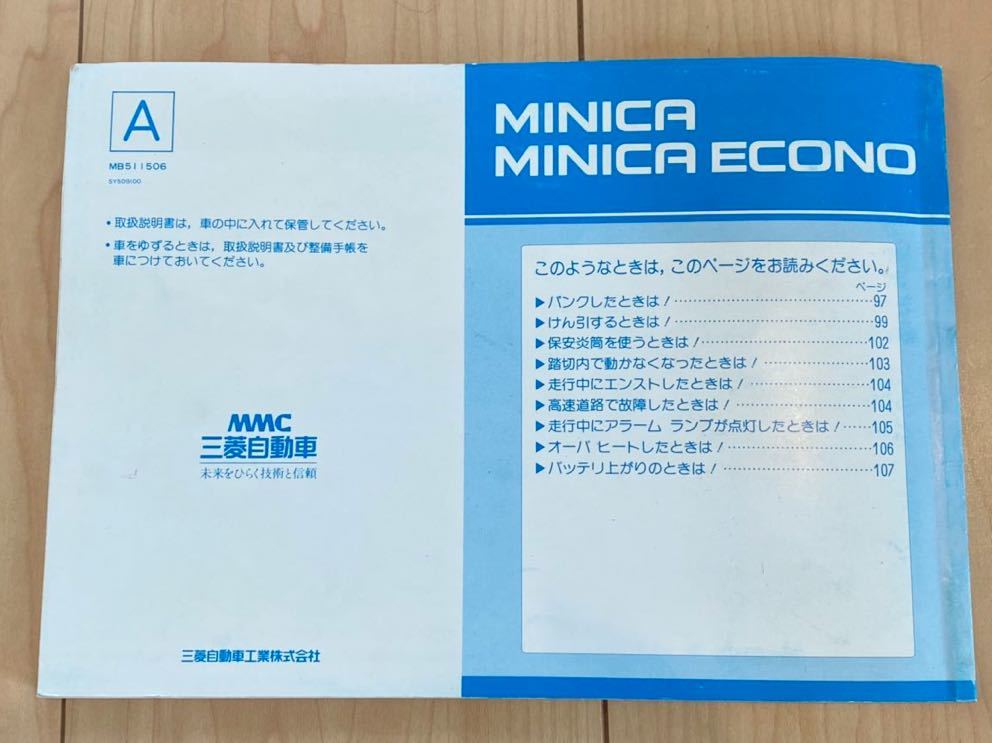 A
MB511506
SY509100
・取扱説明書は，車の中に入れて保管してください。
・車をゆずるときは，取扱説明書及び整備手帳を
車につけておいてください。
MMC
三菱自動車
未来をひらく技術と信頼
三菱自動車工業株式会社
MINICA
MINICA ECONO
このようなときは，このページをお読みください。
ページ
▶パンクしたときは！……………………………97
▶けん引するときは！……………………………99
▶保安炎筒を使うときは！………………………102
▶踏切内で動かなくなったときは！……………103
▶走行中にエンストしたときは！………………104
▶高速道路で故障したときは！…………………104
▶走行中にアラーム ランプが点灯したときは！……105
▶オーバ ヒートしたときは！……………………106
▶バッテリ上がりのときは！……………………107